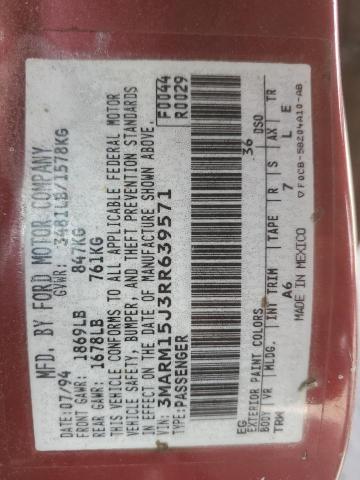 MFD. BY FORD MOTOR COMPANY
DATE: 07/94 GVWR: 3481LB/1578KG
FRONT GAWR: 1869LB 847KG
REAR GAWR: 1678LB 761KG
THIS VEHICLE CONFORMS TO ALL APPLICABLE FEDERAL MOTOR
VEHICLE SAFETY, BUMPER, AND THEFT PREVENTION STANDARDS
IN EFFECT ON THE DATE OF MANUFACTURE SHOWN ABOVE.
VIN: 3MARM15J3RR639571
TYPE: PASSENGER
F0044
R0029
EG 36 DSO
EXTERIOR PAINT COLORS
BODY VR MLDG. INT TRIM TAPE R S AX TR
TRM A6 7 L E
MADE IN MEXICO ▽ F0CB-5820410-AB